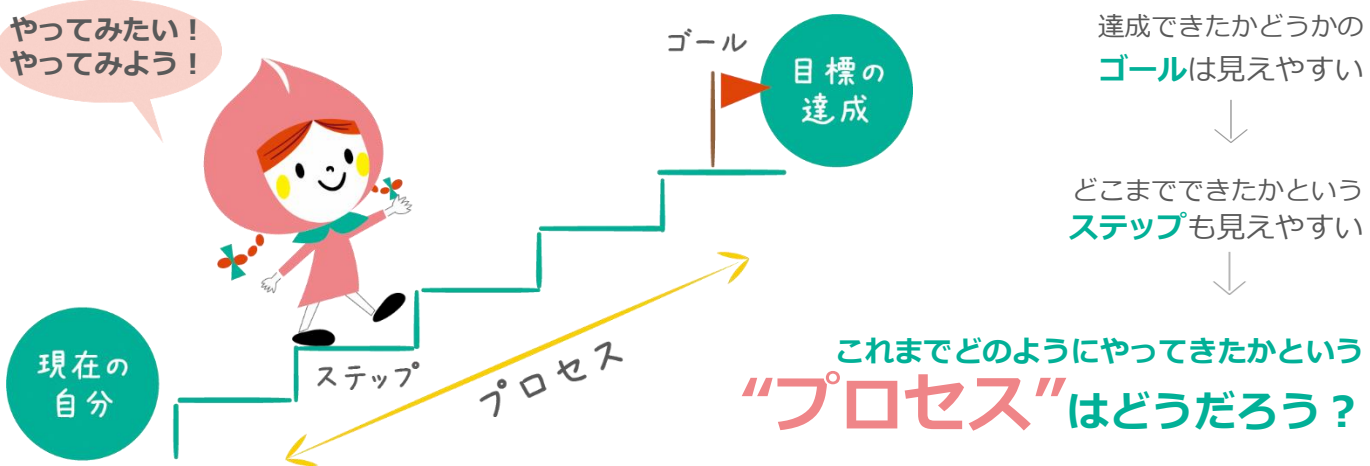 やってみたい！
やってみよう！
ゴール
目標の
達成
現在の
自分
ステップ
プロセス
達成できたかどうかの
ゴールは見えやすい
どこまでできたかという
ステップも見えやすい
これまでどのようにやってきたかという
“プロセス”はどうだろう？